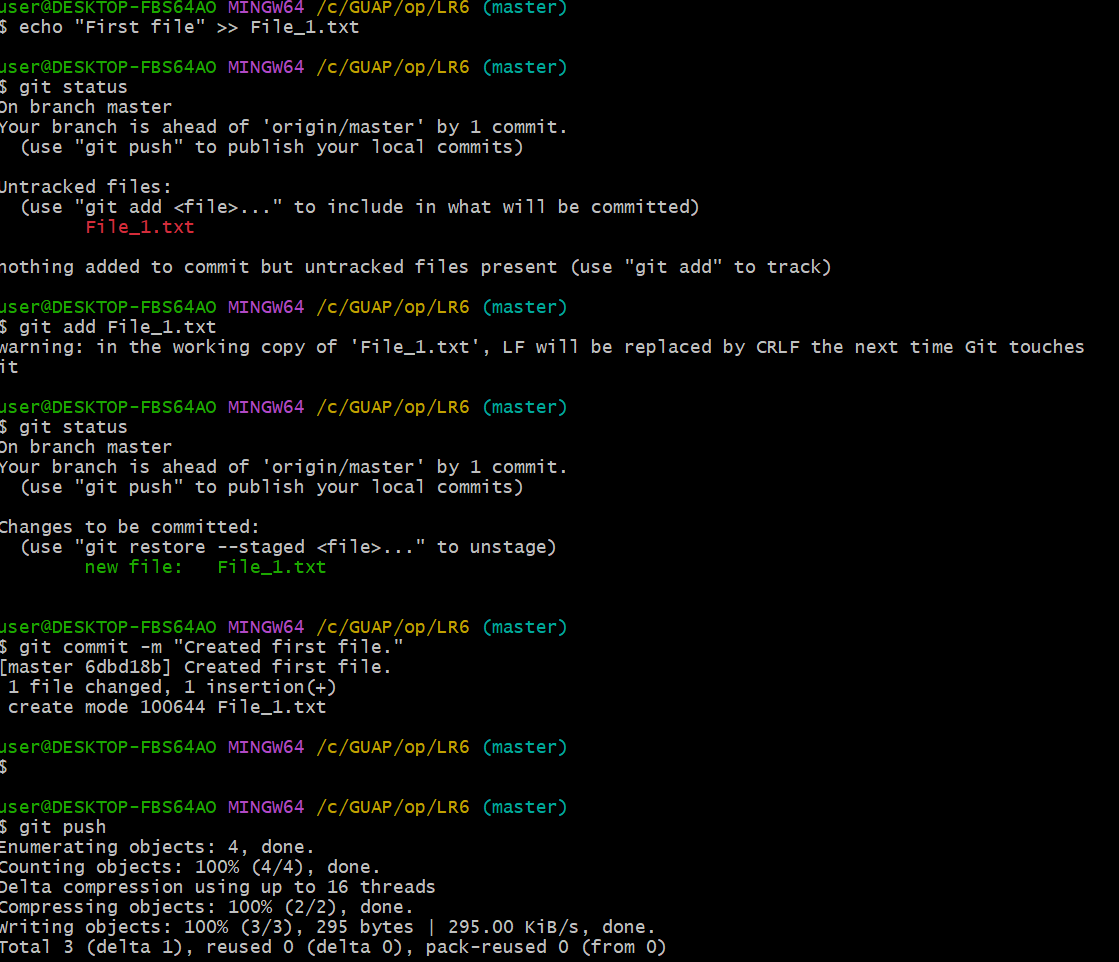 user@DESKTOP-FBS64AO MINGW64 /c/GUAP/op/LR6 (master)
$ echo "First file" >> File_1.txt

user@DESKTOP-FBS64AO MINGW64 /c/GUAP/op/LR6 (master)
$ git status
On branch master
Your branch is ahead of 'origin/master' by 1 commit.
  (use "git push" to publish your local commits)

Untracked files:
  (use "git add <file>..." to include in what will be committed)
        File_1.txt

nothing added to commit but untracked files present (use "git add" to track)

user@DESKTOP-FBS64AO MINGW64 /c/GUAP/op/LR6 (master)
$ git add File_1.txt
warning: in the working copy of 'File_1.txt', LF will be replaced by CRLF the next time Git touches
it

user@DESKTOP-FBS64AO MINGW64 /c/GUAP/op/LR6 (master)
$ git status
On branch master
Your branch is ahead of 'origin/master' by 1 commit.
  (use "git push" to publish your local commits)

Changes to be committed:
  (use "git restore --staged <file>..." to unstage)
        new file:   File_1.txt

user@DESKTOP-FBS64AO MINGW64 /c/GUAP/op/LR6 (master)
$ git commit -m "Created first file."
[master 6dbd18b] Created first file.
 1 file changed, 1 insertion(+)
 create mode 100644 File_1.txt

user@DESKTOP-FBS64AO MINGW64 /c/GUAP/op/LR6 (master)
$

user@DESKTOP-FBS64AO MINGW64 /c/GUAP/op/LR6 (master)
$ git push
Enumerating objects: 4, done.
Counting objects: 100% (4/4), done.
Delta compression using up to 16 threads
Compressing objects: 100% (2/2), done.
Writing objects: 100% (3/3), 295 bytes | 295.00 KiB/s, done.
Total 3 (delta 1), reused 0 (delta 0), pack-reused 0 (from 0)